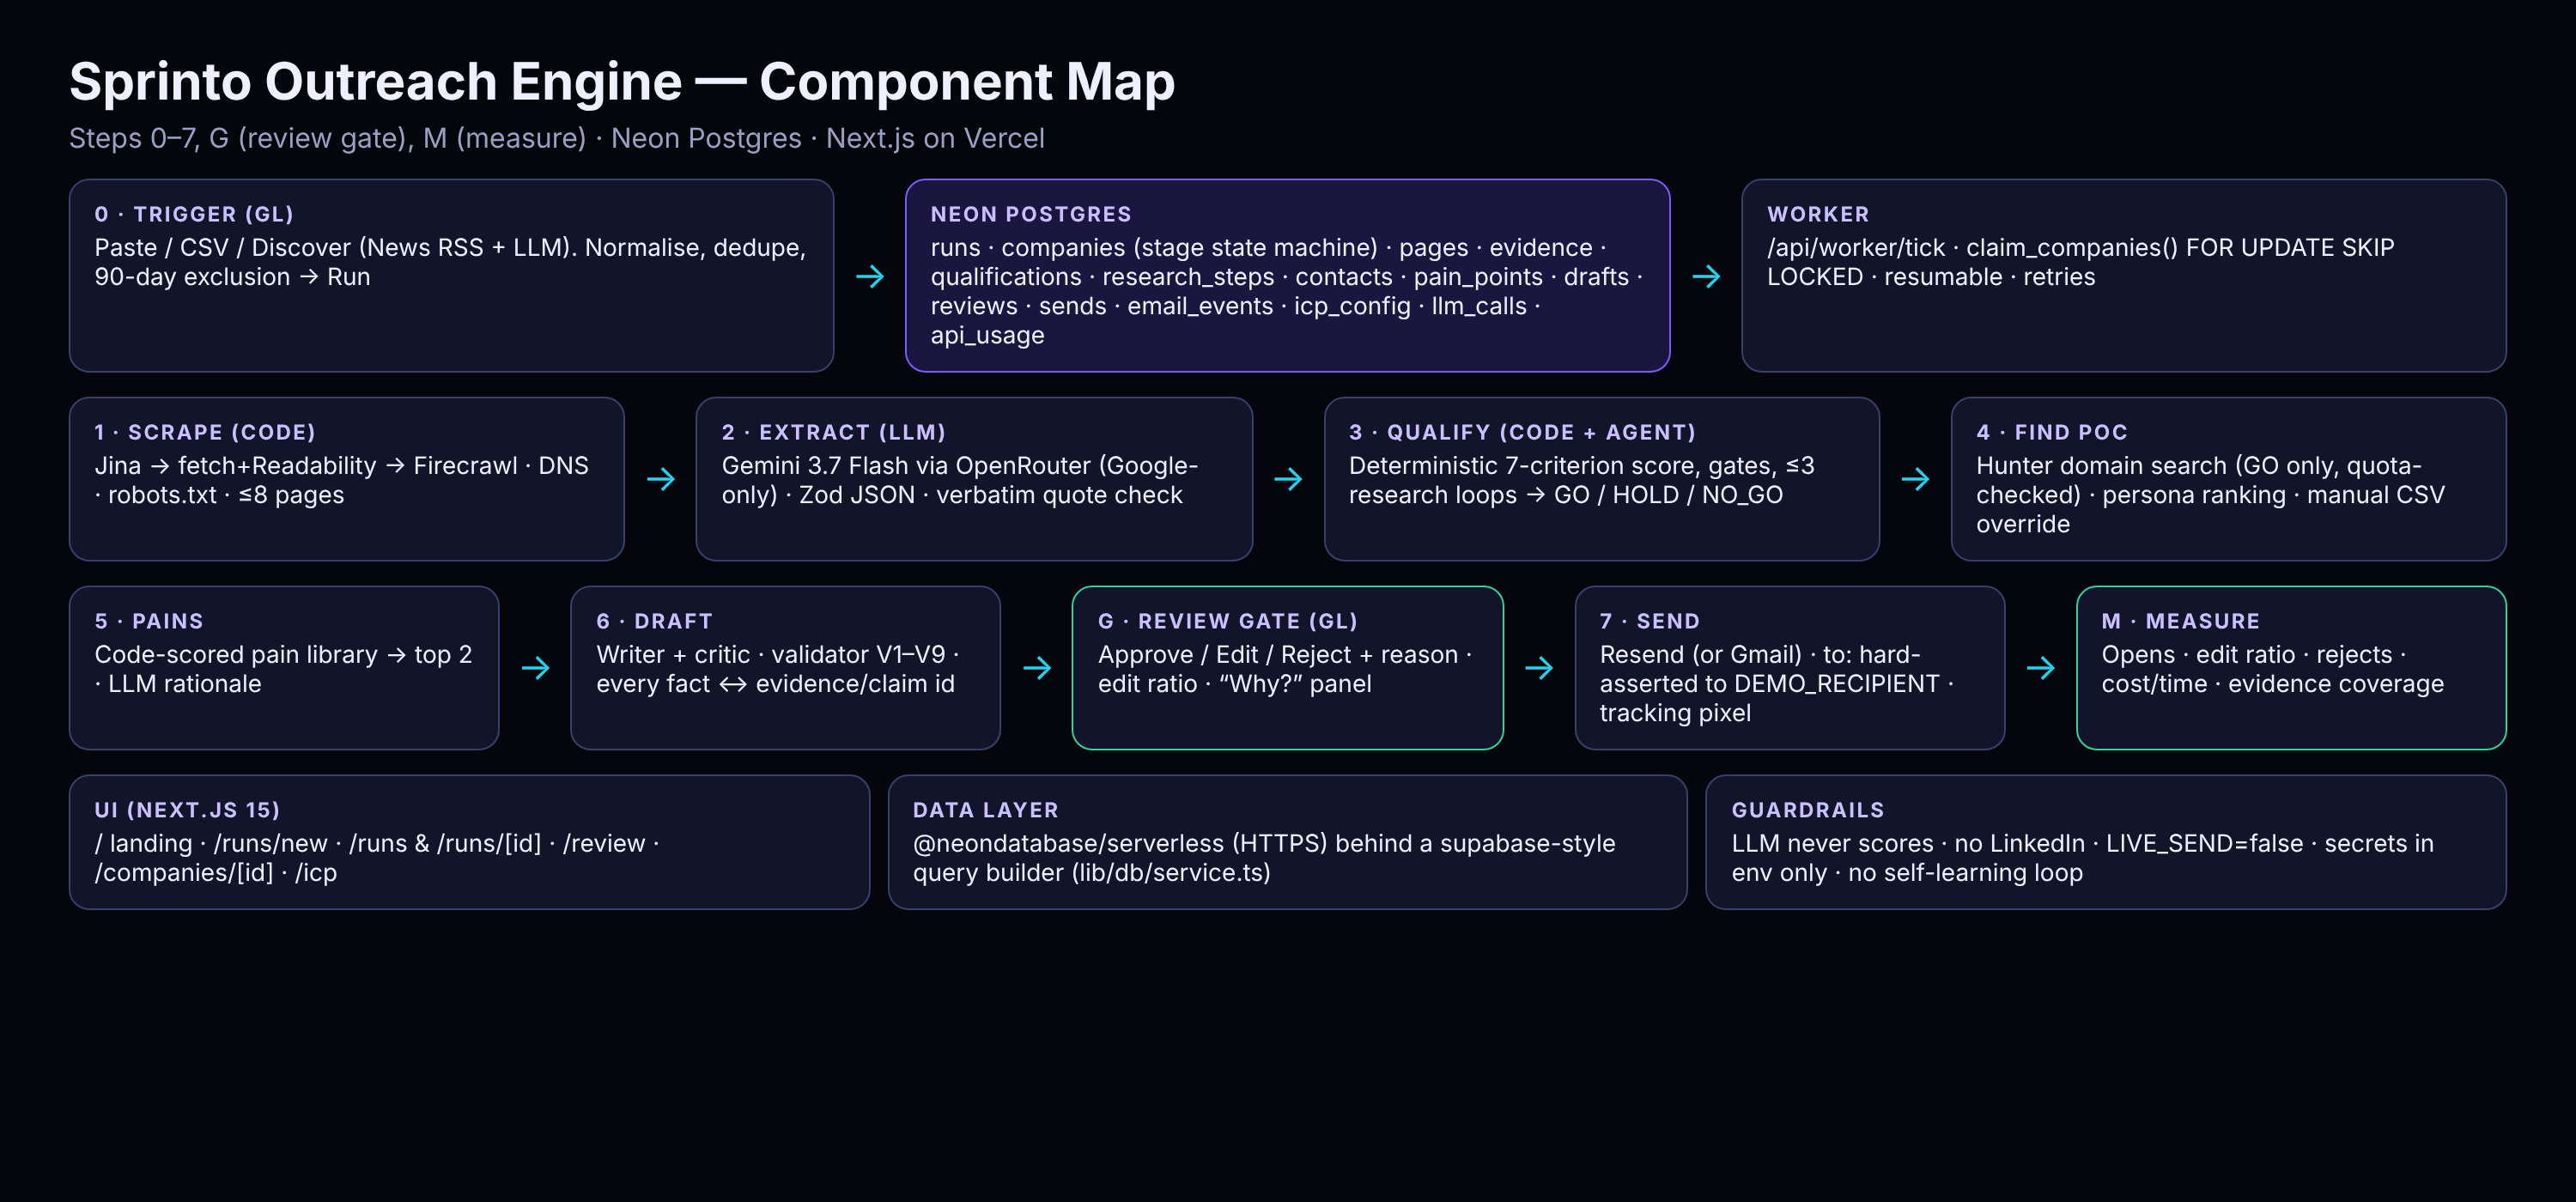 Sprinto Outreach Engine — Component Map
Steps 0–7, G (review gate), M (measure) · Neon Postgres · Next.js on Vercel
0 · TRIGGER (GL)
Paste / CSV / Discover (News RSS + LLM). Normalise, dedupe,
90-day exclusion → Run
→
NEON POSTGRES
runs · companies (stage state machine) · pages · evidence ·
qualifications · research_steps · contacts · pain_points · drafts ·
reviews · sends · email_events · icp_config · llm_calls ·
api_usage
→
WORKER
/api/worker/tick · claim_companies() FOR UPDATE SKIP
LOCKED · resumable · retries
1 · SCRAPE (CODE)
Jina → fetch+Readability → Firecrawl · DNS
· robots.txt · ≤8 pages
→
2 · EXTRACT (LLM)
Gemini 3.7 Flash via OpenRouter (Google-
only) · Zod JSON · verbatim quote check
→
3 · QUALIFY (CODE + AGENT)
Deterministic 7-criterion score, gates, ≤3
research loops → GO / HOLD / NO_GO
→
4 · FIND POC
Hunter domain search (GO only, quota-
checked) · persona ranking · manual CSV
override
5 · PAINS
Code-scored pain library → top 2
· LLM rationale
→
6 · DRAFT
Writer + critic · validator V1–V9 ·
every fact ↔ evidence/claim id
→
G · REVIEW GATE (GL)
Approve / Edit / Reject + reason ·
edit ratio · “Why?” panel
→
7 · SEND
Resend (or Gmail) · to: hard-
asserted to DEMO_RECIPIENT ·
tracking pixel
→
M · MEASURE
Opens · edit ratio · rejects ·
cost/time · evidence coverage
UI (NEXT.JS 15)
/ landing · /runs/new · /runs & /runs/[id] · /review ·
/companies/[id] · /icp
DATA LAYER
@neondatabase/serverless (HTTPS) behind a supabase-style
query builder (lib/db/service.ts)
GUARDRAILS
LLM never scores · no LinkedIn · LIVE_SEND=false · secrets in
env only · no self-learning loop